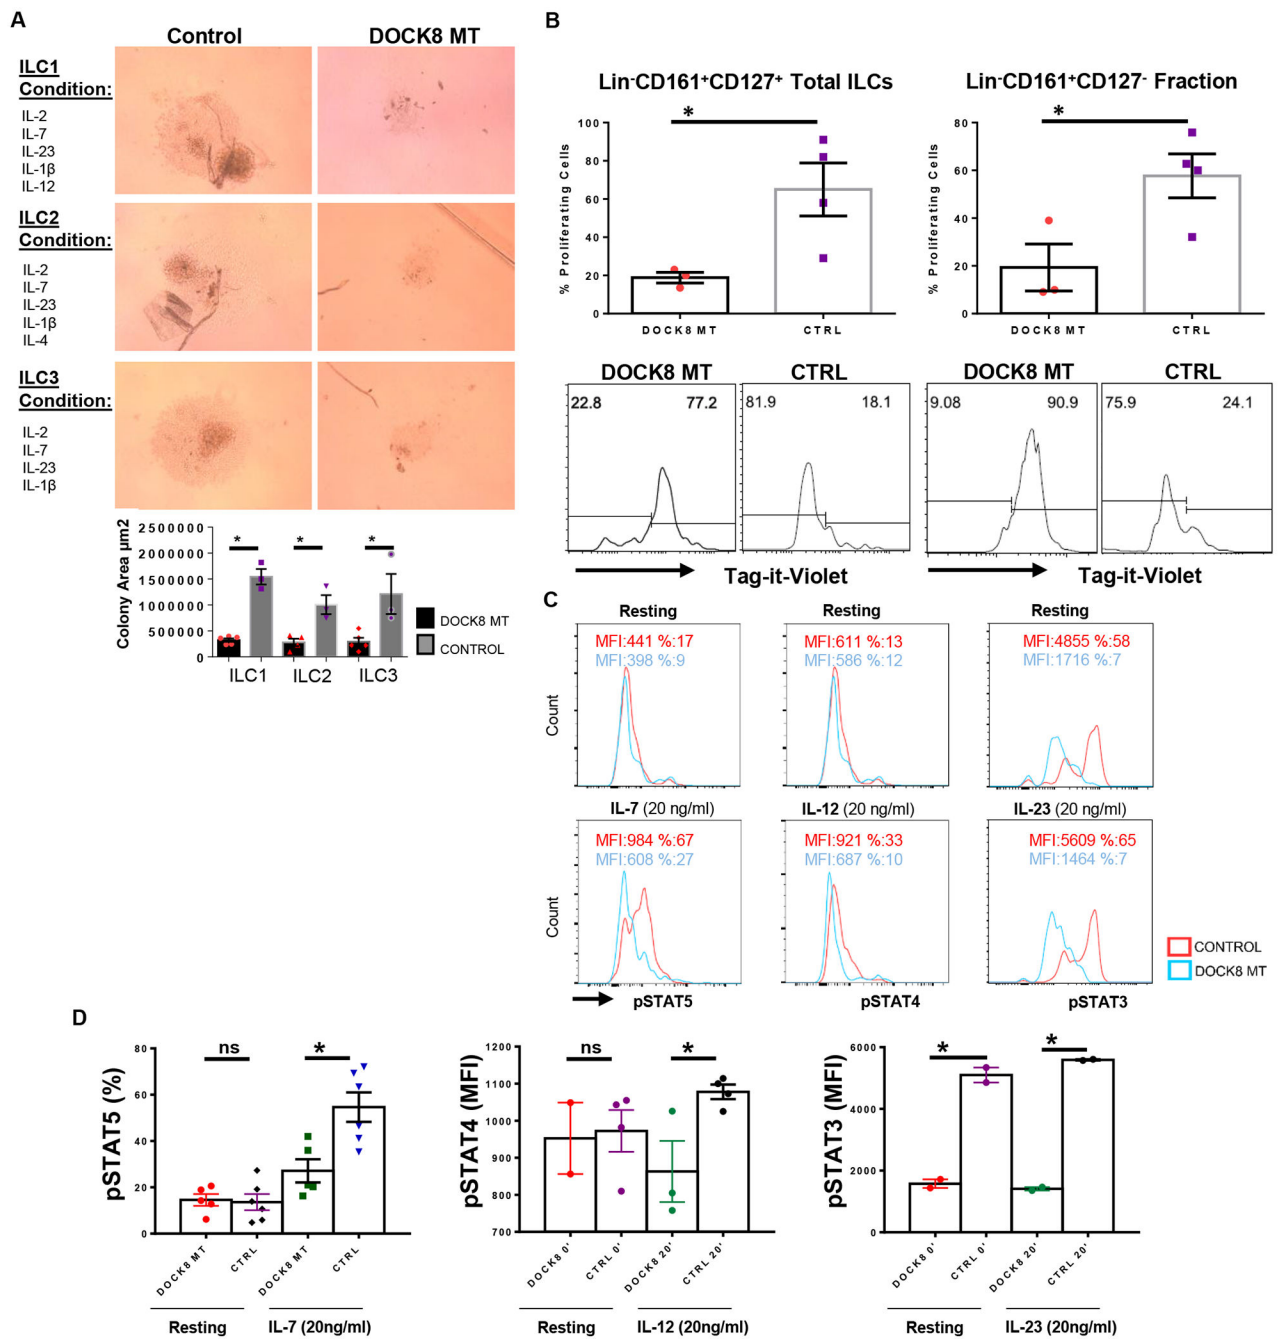 A
Control
DOCK8 MT
ILC1
Condition:
IL-2
IL-7
IL-23
IL-1β
IL-12
ILC2
Condition:
IL-2
IL-7
IL-23
IL-1β
IL-4
ILC3
Condition:
IL-2
IL-7
IL-23
IL-1β
Colony Area µm2
2500000
2000000
1500000
1000000
500000
0
*
*
*
ILC1
ILC2
ILC3
DOCK8 MT
CONTROL
B
Lin-CD161+CD127+ Total ILCs
% Proliferating Cells
100
80
60
40
20
0
*
DOCK8 MT
CTRL
Lin-CD161+CD127- Fraction
% Proliferating Cells
80
60
40
20
0
*
DOCK8 MT
CTRL
DOCK8 MT
CTRL
22.8
77.2
81.9
18.1
Tag-it-Violet
DOCK8 MT
CTRL
9.08
90.9
75.9
24.1
Tag-it-Violet
C
Resting
Resting
Resting
Count
MFI:441 %:17
MFI:398 %:9
MFI:611 %:13
MFI:586 %:12
MFI:4855 %:58
MFI:1716 %:7
IL-7 (20 ng/ml)
IL-12 (20 ng/ml)
IL-23 (20 ng/ml)
Count
MFI:984 %:67
MFI:608 %:27
MFI:921 %:33
MFI:687 %:10
MFI:5609 %:65
MFI:1464 %:7
pSTAT5
pSTAT4
pSTAT3
CONTROL
DOCK8 MT
D
pSTAT5 (%)
80
60
40
20
0
ns
*
DOCK8 MT
CTRL
DOCK8 MT
CTRL
Resting
IL-7 (20ng/ml)
pSTAT4 (MFI)
1200
1100
1000
900
800
700
ns
*
DOCK8 0'
CTRL 0'
DOCK8 20'
CTRL 20'
Resting
IL-12 (20ng/ml)
pSTAT3 (MFI)
6000
4000
2000
0
*
*
DOCK8 0'
CTRL 0'
DOCK8 20'
CTRL 20'
Resting
IL-23 (20ng/ml)